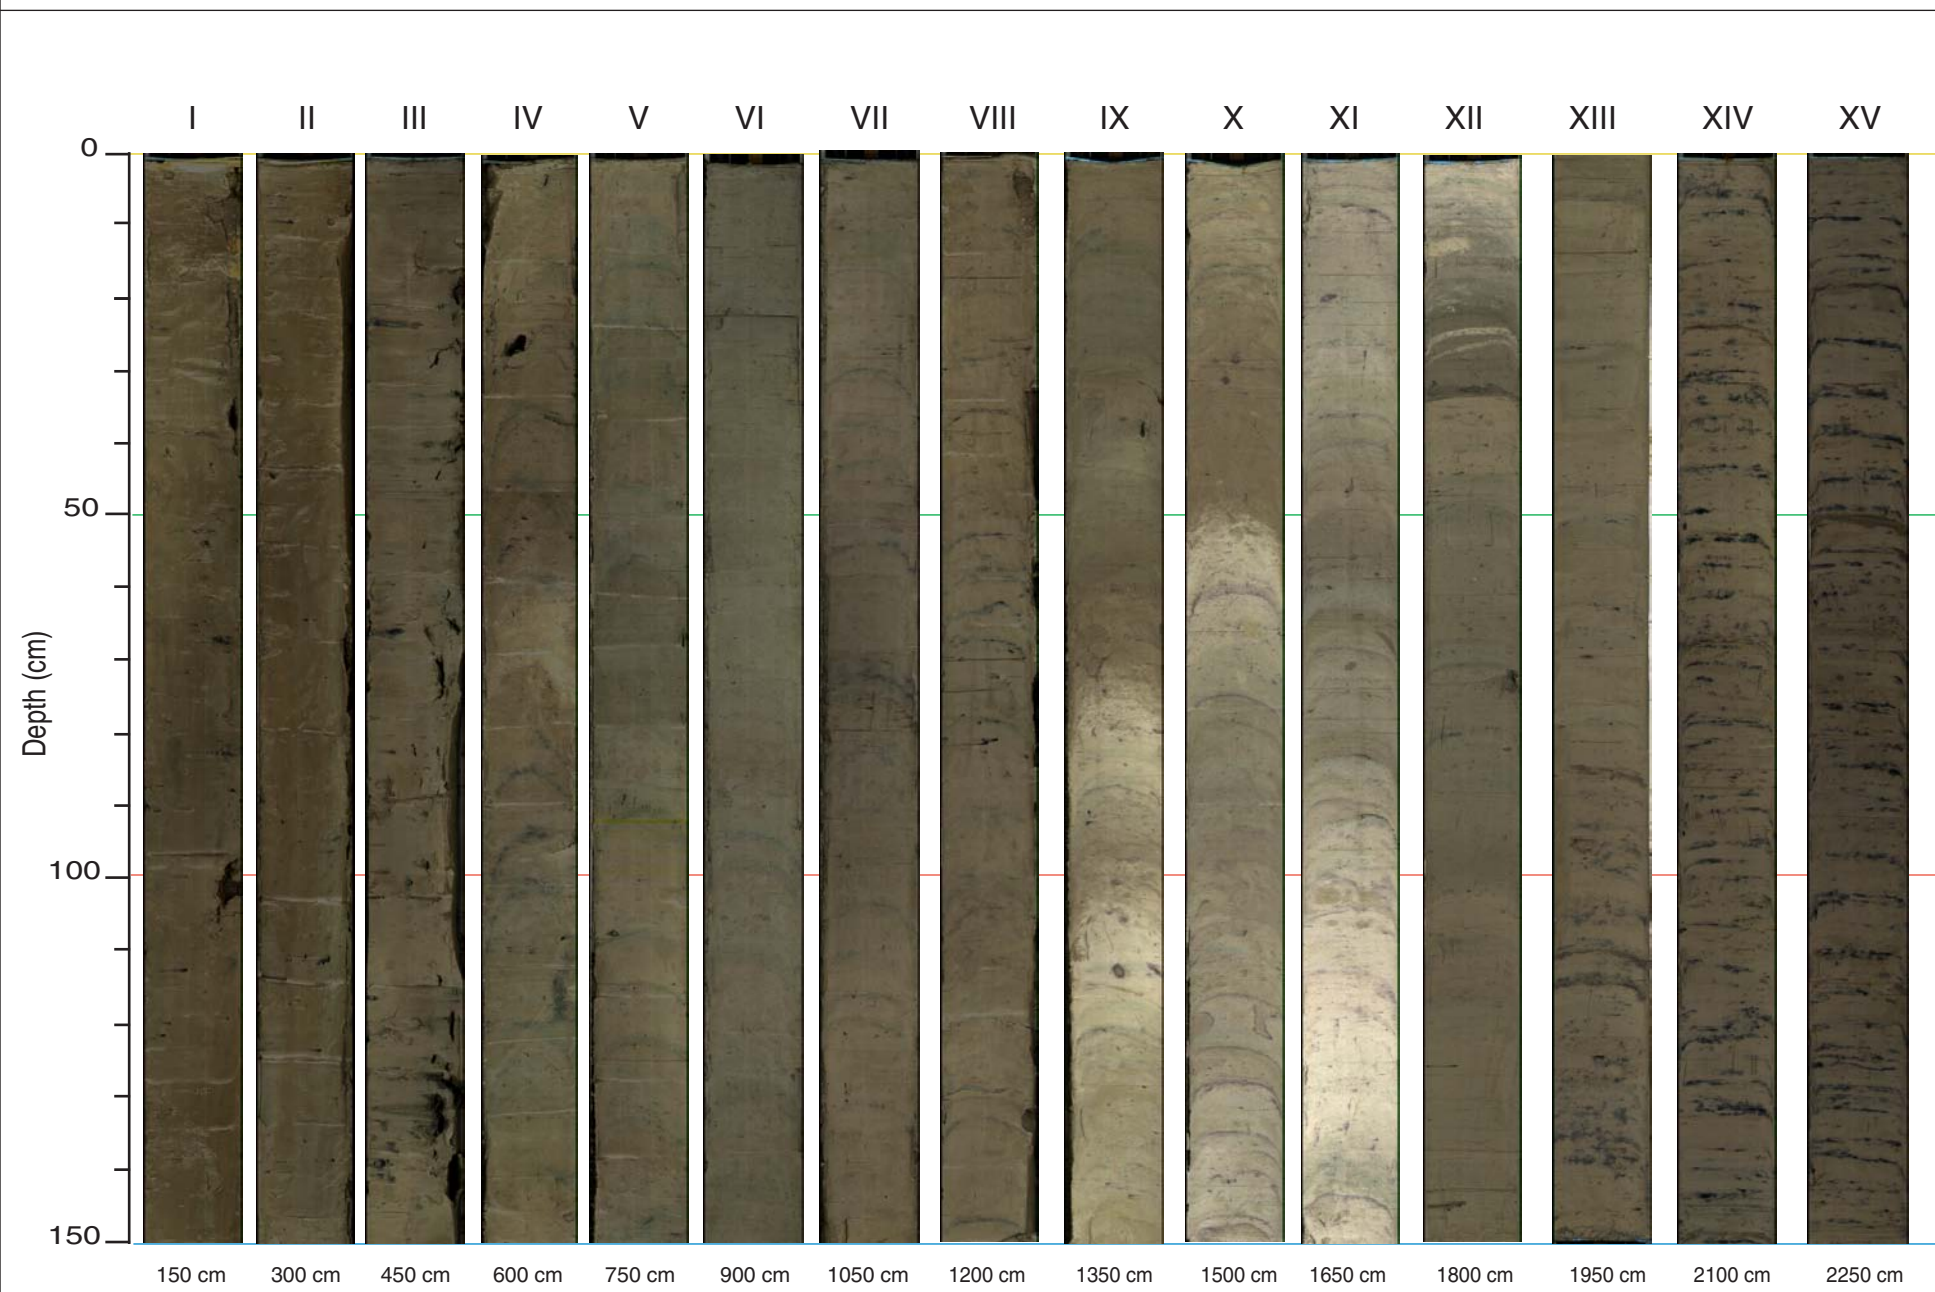 I II III IV V VI VII VIII IX X XI XII XIII XIV XV
0
50
100
150
Depth (cm)
150 cm 300 cm 450 cm 600 cm 750 cm 900 cm 1050 cm 1200 cm 1350 cm 1500 cm 1650 cm 1800 cm 1950 cm 2100 cm 2250 cm